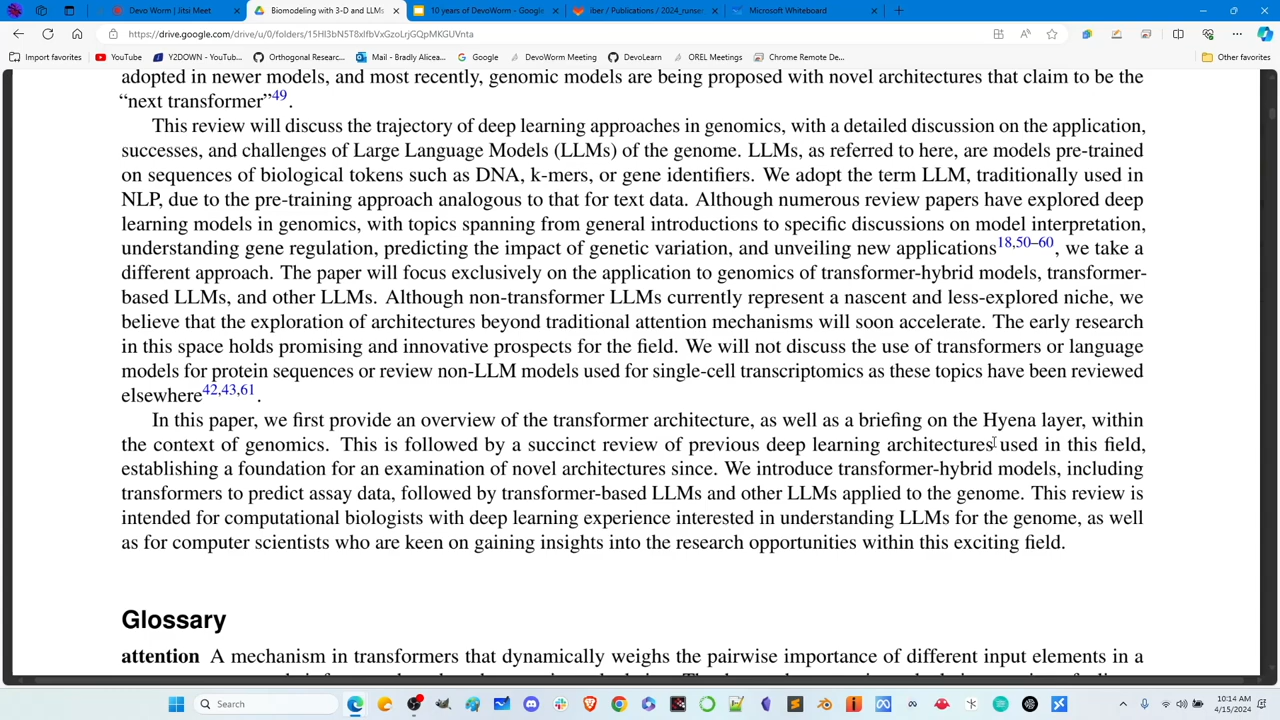 Devo Worm | Jitsi Meet
Biomodeling with 3-D and LLMs
10 years of DevoWorm - Google
iber / Publications / 2024_runser
Microsoft Whiteboard
https://drive.google.com/drive/u/0/folders/15HI3bN5T8xIfbVxGzoLrjGQpMKGUVnta
Import favorites
YouTube
Y2DOWN - YouTub...
Orthogonal Researc...
Mail - Bradly Alicea...
Google
DevoWorm Meeting
DevoLearn
OREL Meetings
Chrome Remote De...
Other favorites
adopted in newer models, and most recently, genomic models are being proposed with novel architectures that claim to be the
“next transformer”49.
This review will discuss the trajectory of deep learning approaches in genomics, with a detailed discussion on the application,
successes, and challenges of Large Language Models (LLMs) of the genome. LLMs, as referred to here, are models pre-trained
on sequences of biological tokens such as DNA, k-mers, or gene identifiers. We adopt the term LLM, traditionally used in
NLP, due to the pre-training approach analogous to that for text data. Although numerous review papers have explored deep
learning models in genomics, with topics spanning from general introductions to specific discussions on model interpretation,
understanding gene regulation, predicting the impact of genetic variation, and unveiling new applications18,50–60, we take a
different approach. The paper will focus exclusively on the application to genomics of transformer-hybrid models, transformer-
based LLMs, and other LLMs. Although non-transformer LLMs currently represent a nascent and less-explored niche, we
believe that the exploration of architectures beyond traditional attention mechanisms will soon accelerate. The early research
in this space holds promising and innovative prospects for the field. We will not discuss the use of transformers or language
models for protein sequences or review non-LLM models used for single-cell transcriptomics as these topics have been reviewed
elsewhere42,43,61.
In this paper, we first provide an overview of the transformer architecture, as well as a briefing on the Hyena layer, within
the context of genomics. This is followed by a succinct review of previous deep learning architectures used in this field,
establishing a foundation for an examination of novel architectures since. We introduce transformer-hybrid models, including
transformers to predict assay data, followed by transformer-based LLMs and other LLMs applied to the genome. This review is
intended for computational biologists with deep learning experience interested in understanding LLMs for the genome, as well
as for computer scientists who are keen on gaining insights into the research opportunities within this exciting field.
Glossary
attention A mechanism in transformers that dynamically weighs the pairwise importance of different input elements in a
Search
10:14 AM
4/15/2024